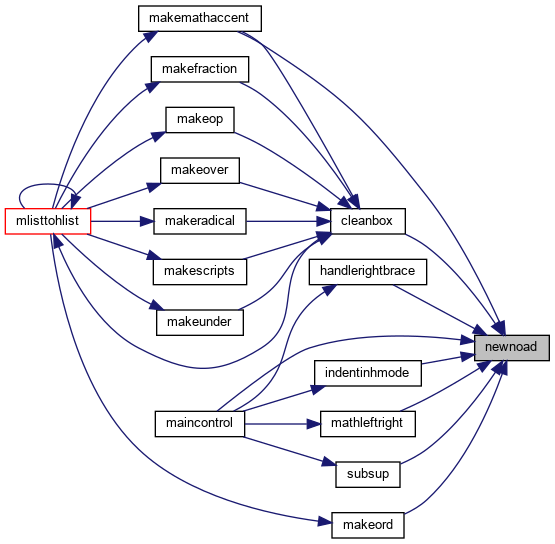 makemathaccent
makefraction
makeop
makeover
mlisttohlist
makeradical
cleanbox
makescripts
handlerightbrace
makeunder
newnoad
indentinhmode
maincontrol
mathleftright
subsup
makeord